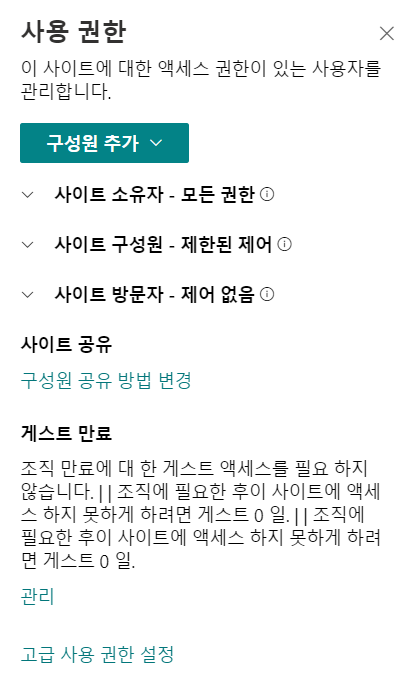 사용 권한
이 사이트에 대한 액세스 권한이 있는 사용자를
관리합니다.
구성원 추가
사이트 소유자 - 모든 권한
사이트 구성원 - 제한된 제어
사이트 방문자 - 제어 없음
사이트 공유
구성원 공유 방법 변경
게스트 만료
조직 만료에 대 한 게스트 액세스를 필요 하지
않습니다. | | 조직에 필요한 후이 사이트에 액세
스 하지 못하게 하려면 게스트 0 일. | | 조직에
필요한 후이 사이트에 액세스 하지 못하게 하려
면 게스트 0 일.
관리
고급 사용 권한 설정